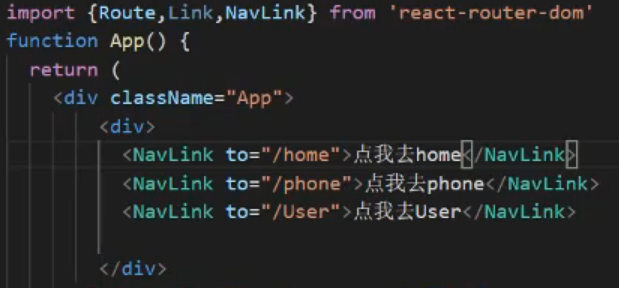 import {Route,Link,NavLink} from 'react-router-dom'
function App() {
return (
<div className="App">
<div>
<NavLink to="/home">点我去home</NavLink>
<NavLink to="/phone">点我去phone</NavLink>
<NavLink to="/User">点我去User</NavLink>
</div>